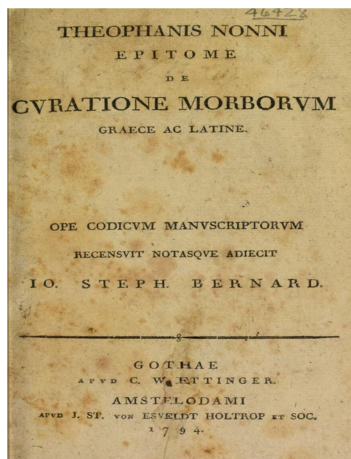 46428
THEOPHANIS NONNI
EPITOME
DE
CVRATIONE MORBORVM
GRAECE AC LATINE.
OPE CODICVM MANVSCRIPTORVM
RECENSVIT NOTASQVE ADIECIT
IO. STEPH. BERNARD.
GOTHAE
APVD C. W. ETTINGER.
AMSTELODAMI
APVD J. ST. VON ESVELDT HOLTROP ET SOC.
1794.